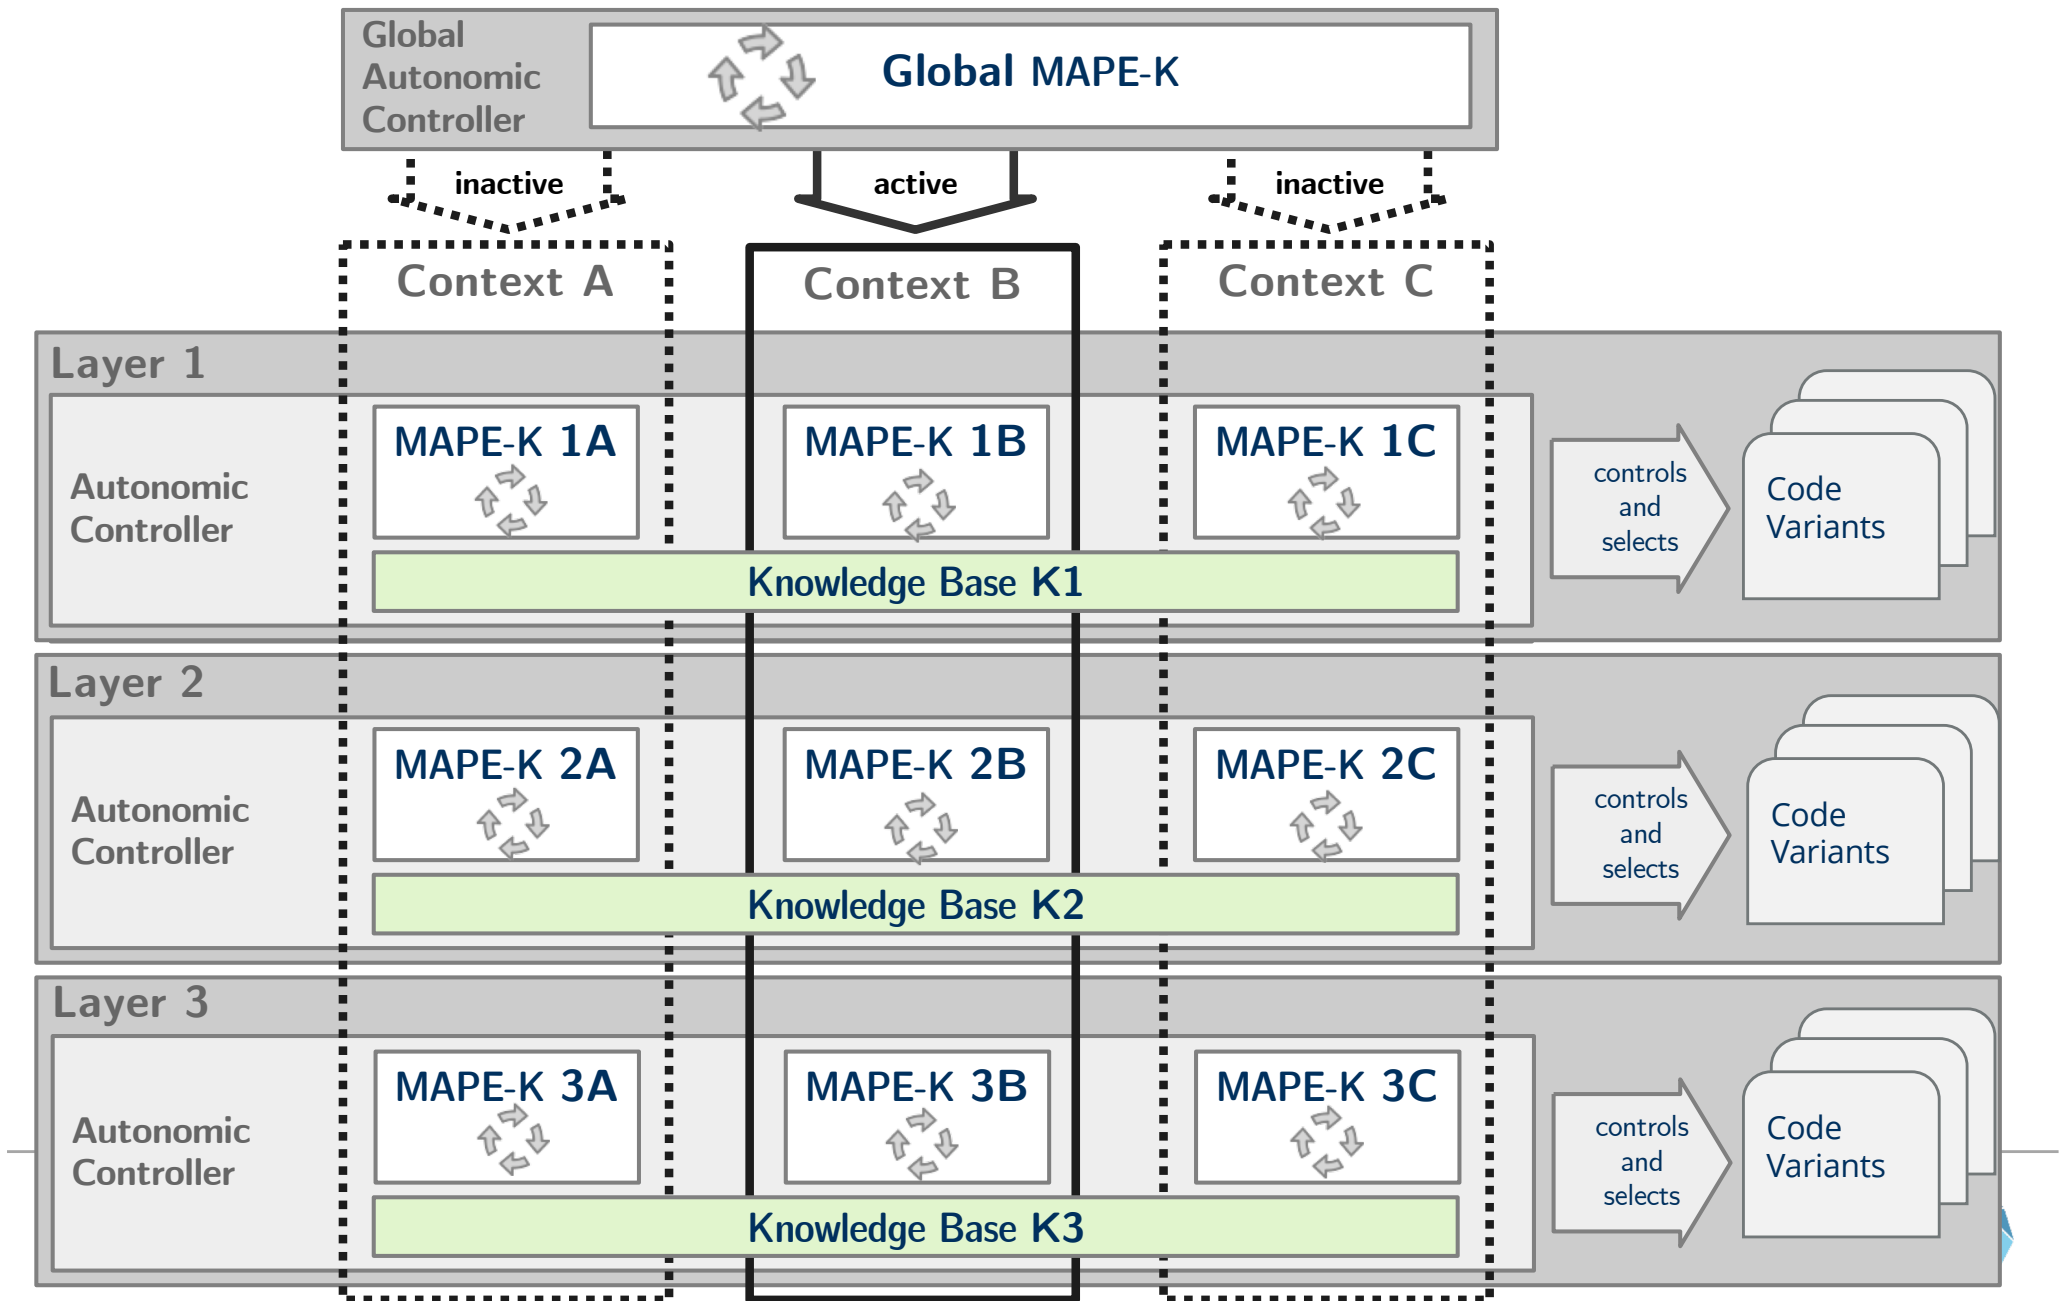 Global
Autonomic
Controller
Global MAPE-K
inactive
active
inactive
Context A
Context B
Context C
Layer 1
Autonomic
Controller
MAPE-K 1A
MAPE-K 1B
MAPE-K 1C
Knowledge Base K1
controls
and
selects
Code
Variants
Layer 2
Autonomic
Controller
MAPE-K 2A
MAPE-K 2B
MAPE-K 2C
Knowledge Base K2
controls
and
selects
Code
Variants
Layer 3
Autonomic
Controller
MAPE-K 3A
MAPE-K 3B
MAPE-K 3C
Knowledge Base K3
controls
and
selects
Code
Variants